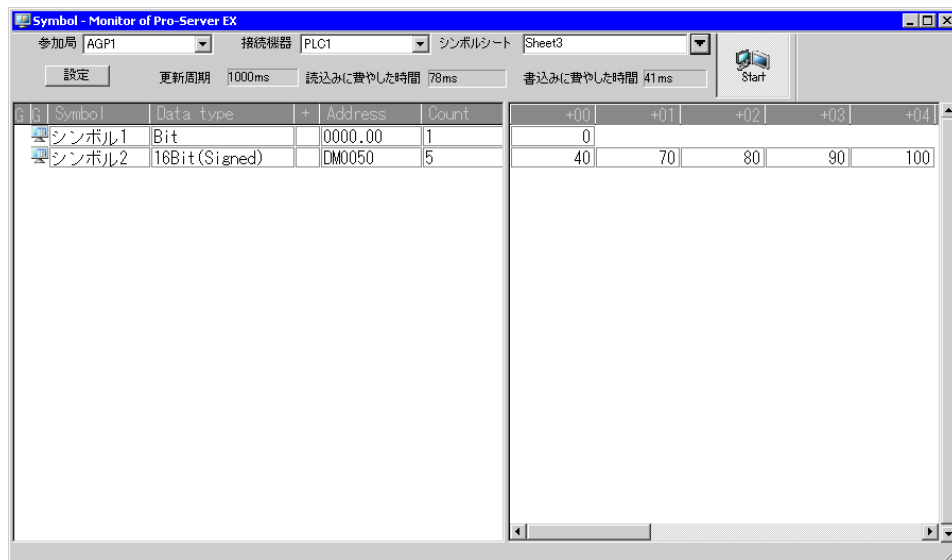 Symbol - Monitor of Pro-Server EX
参加局 AGP1 接続機器 PLC1 シンボルシート Sheet3
設定 更新周期 1000ms 読込みに費やした時間 78ms 書込みに費やした時間 41ms Start
G G Symbol Data type + Address Count +00 +01 +02 +03 +04
シンボル1 Bit 0000.00 1 0
シンボル2 16Bit(Signed) DM0050 5 40 70 80 90 100